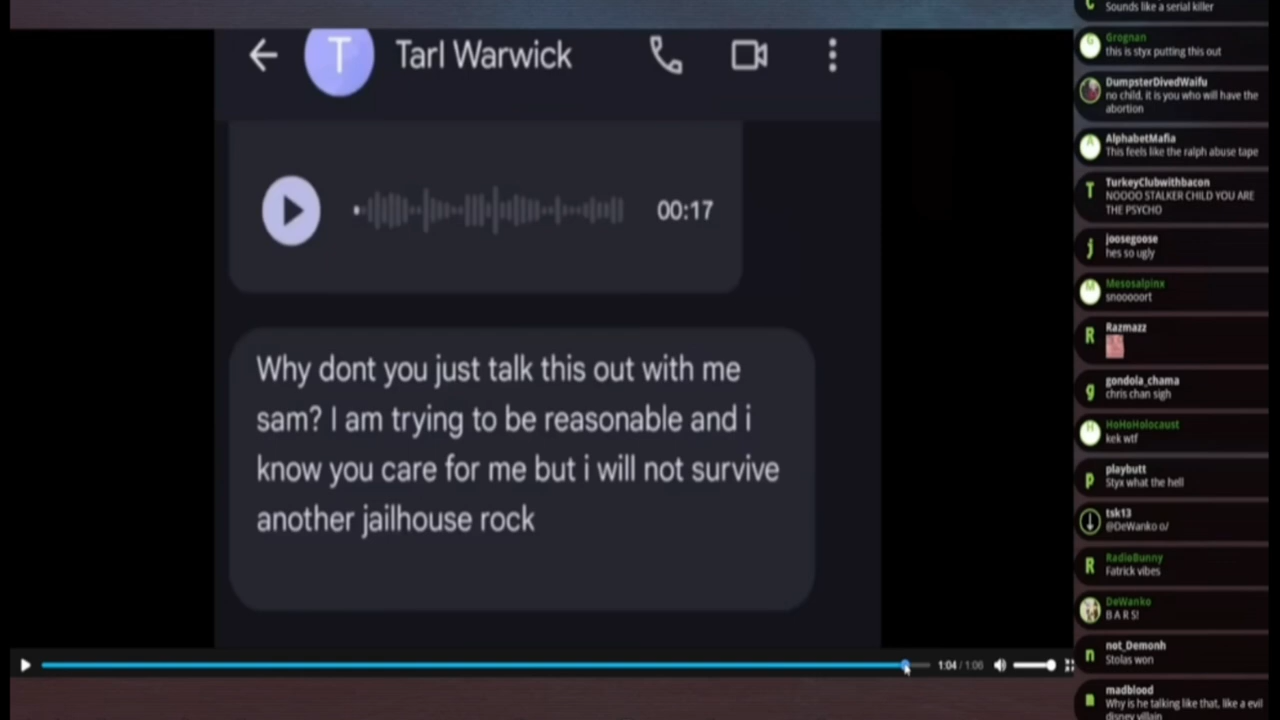 T
Tarl Warwick
00:17
Why dont you just talk this out with me
sam? I am trying to be reasonable and i
know you care for me but i will not survive
another jailhouse rock
1:04 / 1:06
Sounds like a serial killer
Grognan
this is styx putting this out
DumpsterDivedWaifu
no child, it is you who will have the
abortion
AlphabetMafia
This feels like the ralph abuse tape
T
TurkeyClubwithbacon
NOOOO STALKER CHILD YOU ARE
THE PSYCHO
j
joosegoose
hes so ugly
Mesosalpinx
snooooort
R
Razmazz
g
gondola_chama
chris chan sigh
HoHoHolocaust
kek wtf
p
playbutt
Styx what the hell
tsk13
@DeWanko o/
R
RadioBunny
Fatrick vibes
DeWanko
B A R S!
n
not_Demonh
Stolas won
madblood
Why is he talking like that, like a evil
disney villain